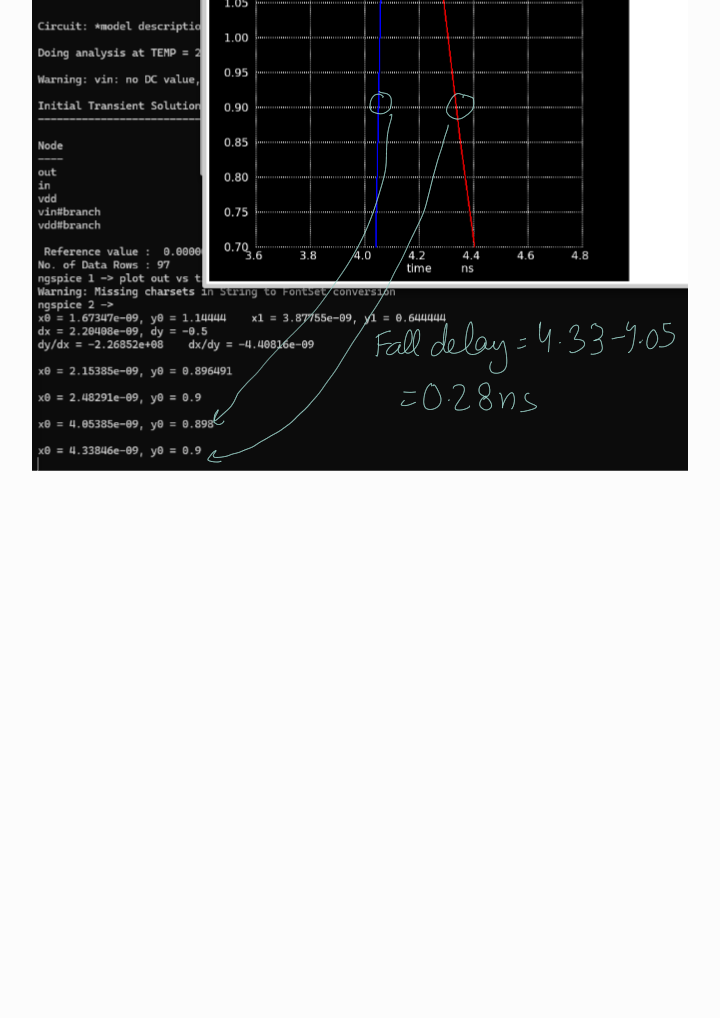 Circuit: *model descriptio
Doing analysis at TEMP = 2
Warning: vin: no DC value,
Initial Transient Solution
--------------------------
Node
----
out
in
vdd
vin#branch
vdd#branch
Reference value :  0.0000
No. of Data Rows : 97
ngspice 1 -> plot out vs t
Warning: Missing charsets in String to FontSet conversion
ngspice 2 ->
x0 = 1.67347e-09, y0 = 1.14444    x1 = 3.87755e-09, y1 = 0.644444
dx = 2.20408e-09, dy = -0.5
dy/dx = -2.26852e+08    dx/dy = -4.40816e-09
x0 = 2.15385e-09, y0 = 0.896491
x0 = 2.48291e-09, y0 = 0.9
x0 = 4.05385e-09, y0 = 0.898
x0 = 4.33846e-09, y0 = 0.9
1.05
1.00
0.95
0.90
0.85
0.80
0.75
0.70
3.6 3.8 4.0 4.2 4.4 4.6 4.8
time ns
Fall delay = 4.33-4.05
= 0.28ns